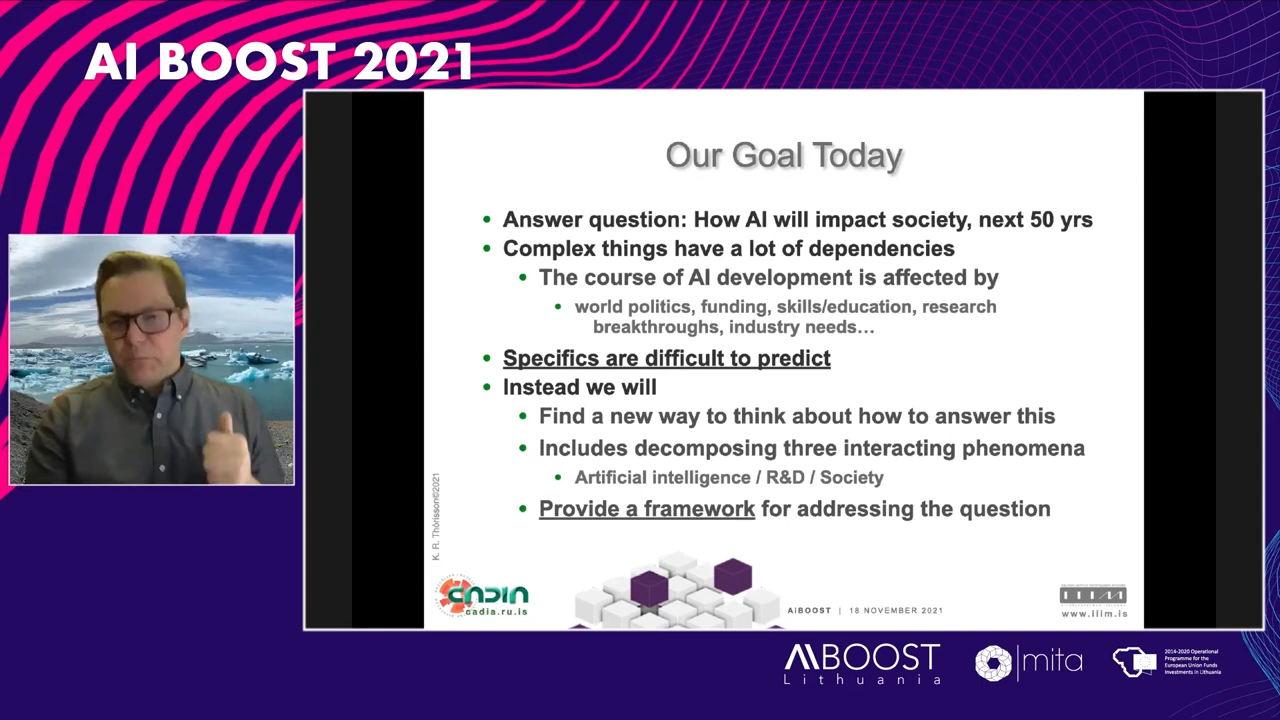 AI BOOST 2021
Our Goal Today
• Answer question: How AI will impact society, next 50 yrs
• Complex things have a lot of dependencies
• The course of AI development is affected by
• world politics, funding, skills/education, research
breakthroughs, industry needs…
• Specifics are difficult to predict
• Instead we will
• Find a new way to think about how to answer this
• Includes decomposing three interacting phenomena
• Artificial intelligence / R&D / Society
• Provide a framework for addressing the question
K. R. Thórisson©2021
CADIA
cadia.ru.is
AiBOOST | 18 NOVEMBER 2021
IIIM
www.iiim.is
AIBOOST
Lithuania
mita
2014-2020 Operational
Programme for the
European Union Funds
Investments in Lithuania